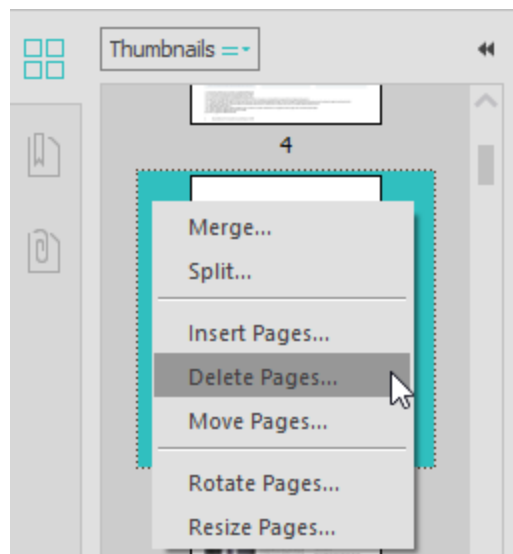 Thumbnails
4
Merge...
Split...
Insert Pages...
Delete Pages...
Move Pages...
Rotate Pages...
Resize Pages...